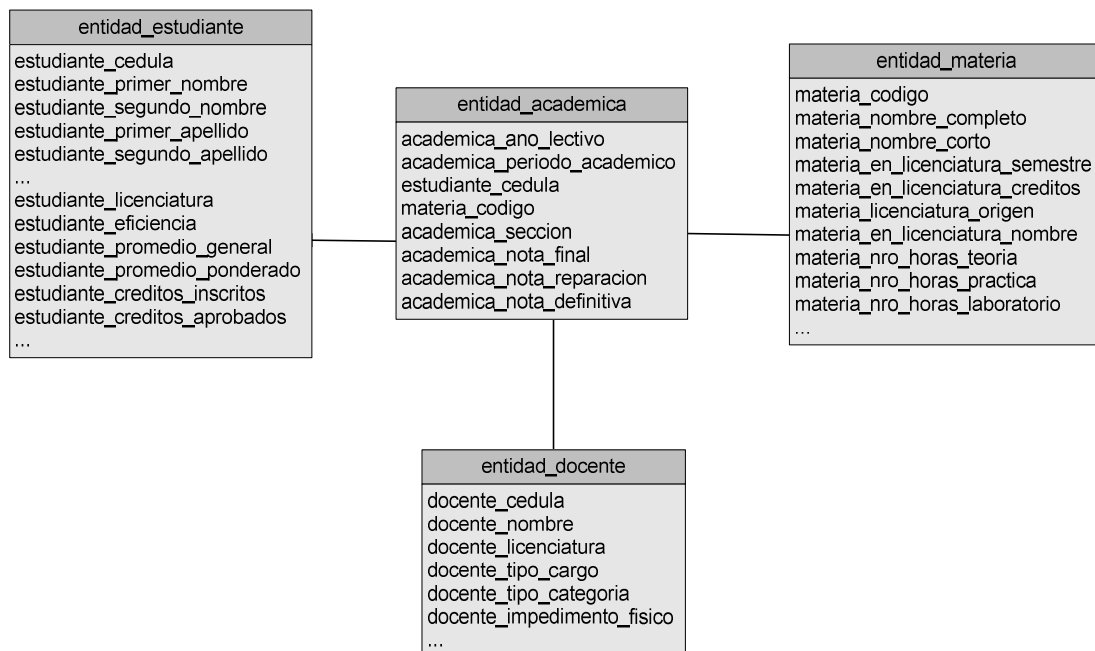 entidad_estudiante
estudiante_cedula
estudiante_primer_nombre
estudiante_segundo_nombre
estudiante_primer_apellido
estudiante_segundo_apellido
...
estudiante_licenciatura
estudiante_eficiencia
estudiante_promedio_general
estudiante_promedio_ponderado
estudiante_creditos_inscritos
estudiante_creditos_aprobados
...
entidad_academica
academica_ano_lectivo
academica_periodo_academico
estudiante_cedula
materia_codigo
academica_seccion
academica_nota_final
academica_nota_reparacion
academica_nota_definitiva
entidad_materia
materia_codigo
materia_nombre_completo
materia_nombre_corto
materia_en_licenciatura_semestre
materia_en_licenciatura_creditos
materia_licenciatura_origen
materia_en_licenciatura_nombre
materia_nro_horas_teoria
materia_nro_horas_practica
materia_nro_horas_laboratorio
...
entidad_docente
docente_cedula
docente_nombre
docente_licenciatura
docente_tipo_cargo
docente_tipo_categoria
docente_impedimento_fisico
...